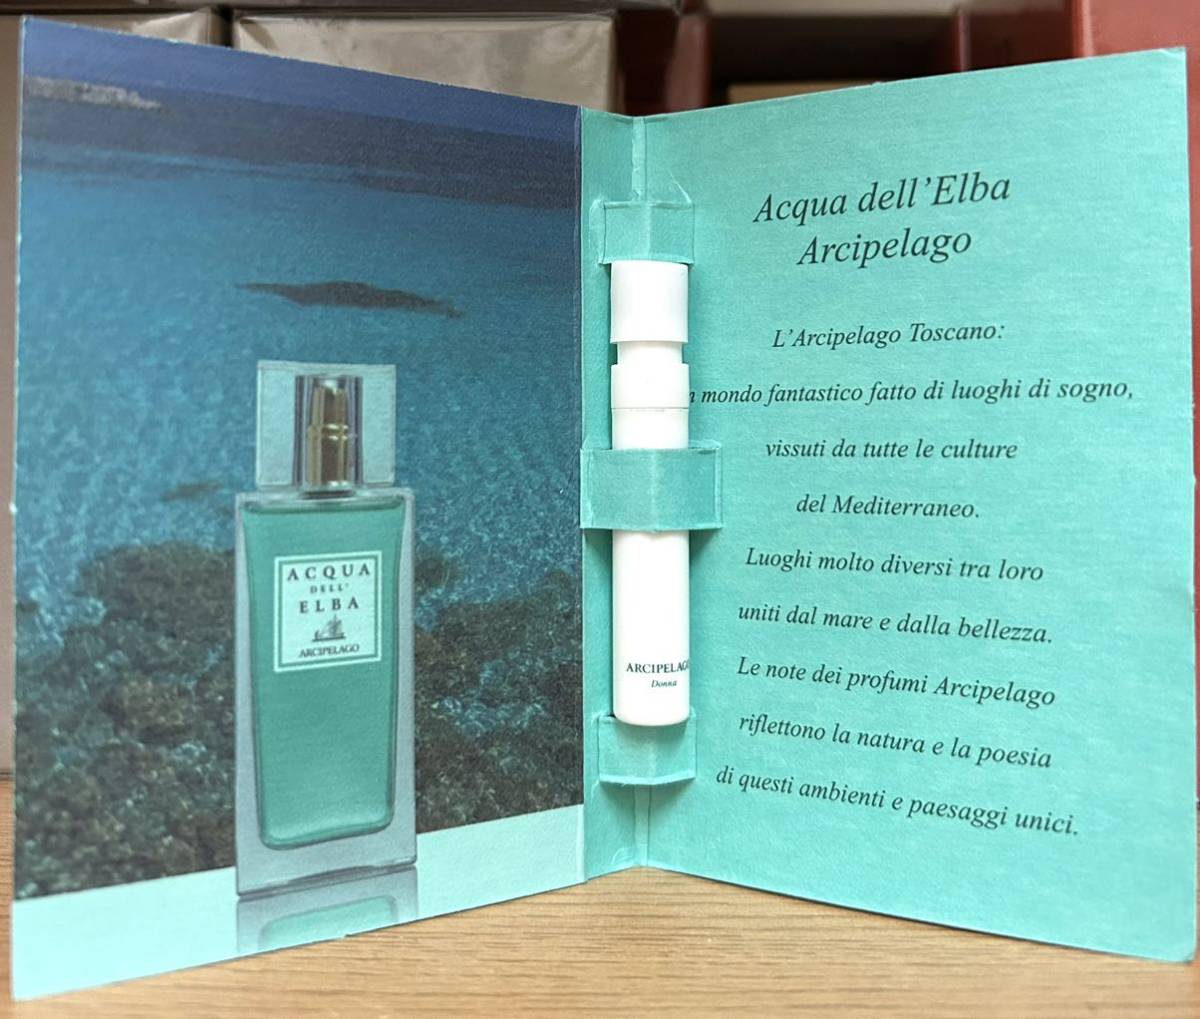 ACQUA
DELL'
ELBA
ARCIPELAGO
ARCIPELAGO
Donna
Acqua dell'Elba
Arcipelago
L'Arcipelago Toscano:
mondo fantastico fatto di luoghi di sogno,
vissuti da tutte le culture
del Mediterraneo.
Luoghi molto diversi tra loro
uniti dal mare e dalla bellezza.
Le note dei profumi Arcipelago
riflettono la natura e la poesia
di questi ambienti e paesaggi unici.